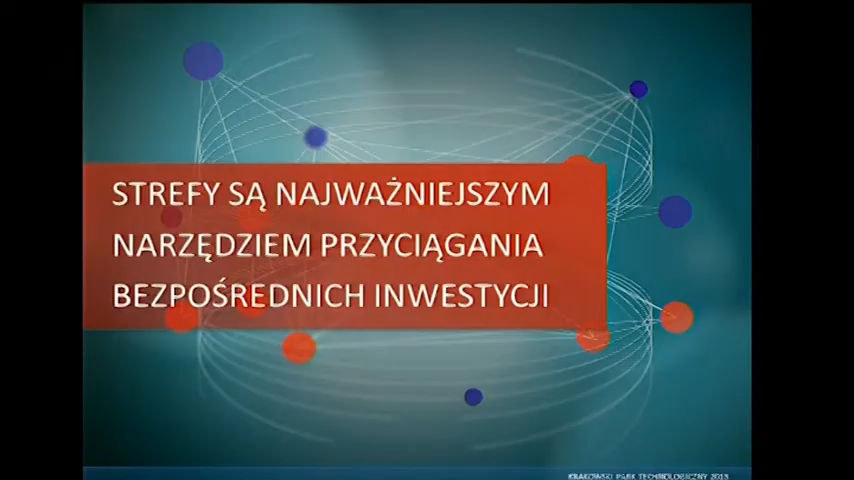 STREFY SĄ NAJWAŻNIEJSZYM
NARZĘDZIEM PRZYCIĄGANIA
BEZPOŚREDNICH INWESTYCJI
KRAKOWSKI PARK TECHNOLOGICZNY 2013